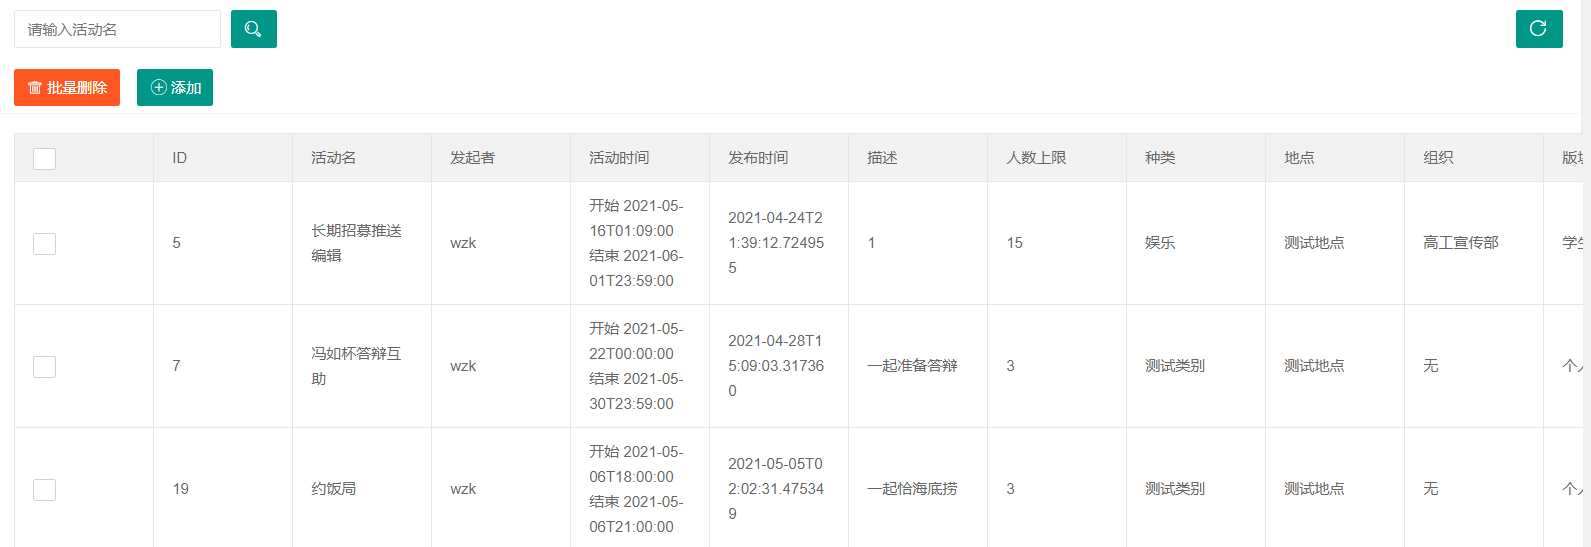 请输入活动名
批量删除 添加
ID 活动名 发起者 活动时间 发布时间 描述 人数上限 种类 地点 组织 版
5 长期招募推送编辑 wzk 开始 2021-05-16T01:09:00 结束 2021-06-01T23:59:00 2021-04-24T21:39:12.724955 1 15 娱乐 测试地点 高工宣传部 学
7 冯如杯答辩互助 wzk 开始 2021-05-22T00:00:00 结束 2021-05-30T23:59:00 2021-04-28T15:09:03.317360 一起准备答辩 3 测试类别 测试地点 无 个
19 约饭局 wzk 开始 2021-05-06T18:00:00 结束 2021-05-06T21:00:00 2021-05-05T02:02:31.475349 一起恰海底捞 3 测试类别 测试地点 无 个